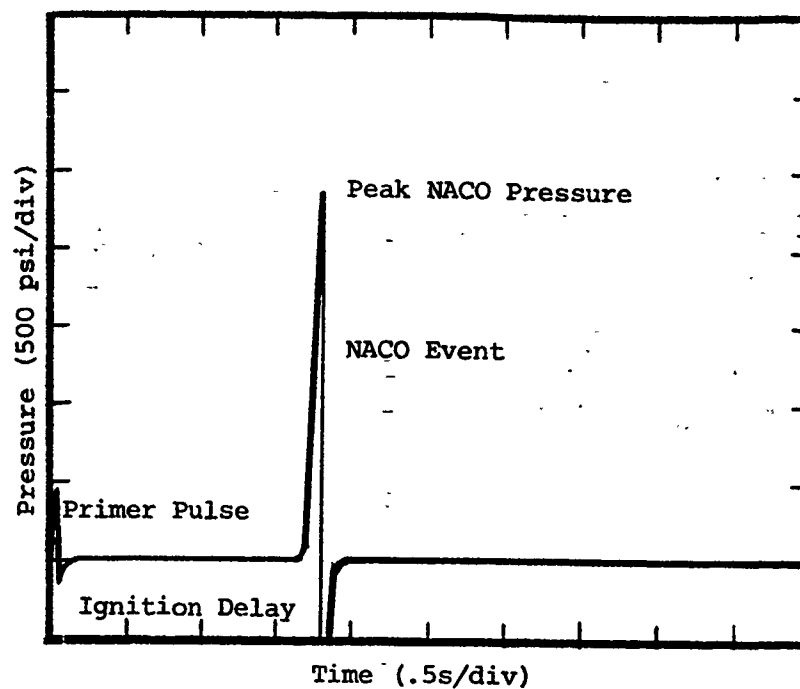 Peak NACO Pressure
NACO Event
Primer Pulse
Ignition Delay
Pressure (500 psi/div)
Time (.5s/div)